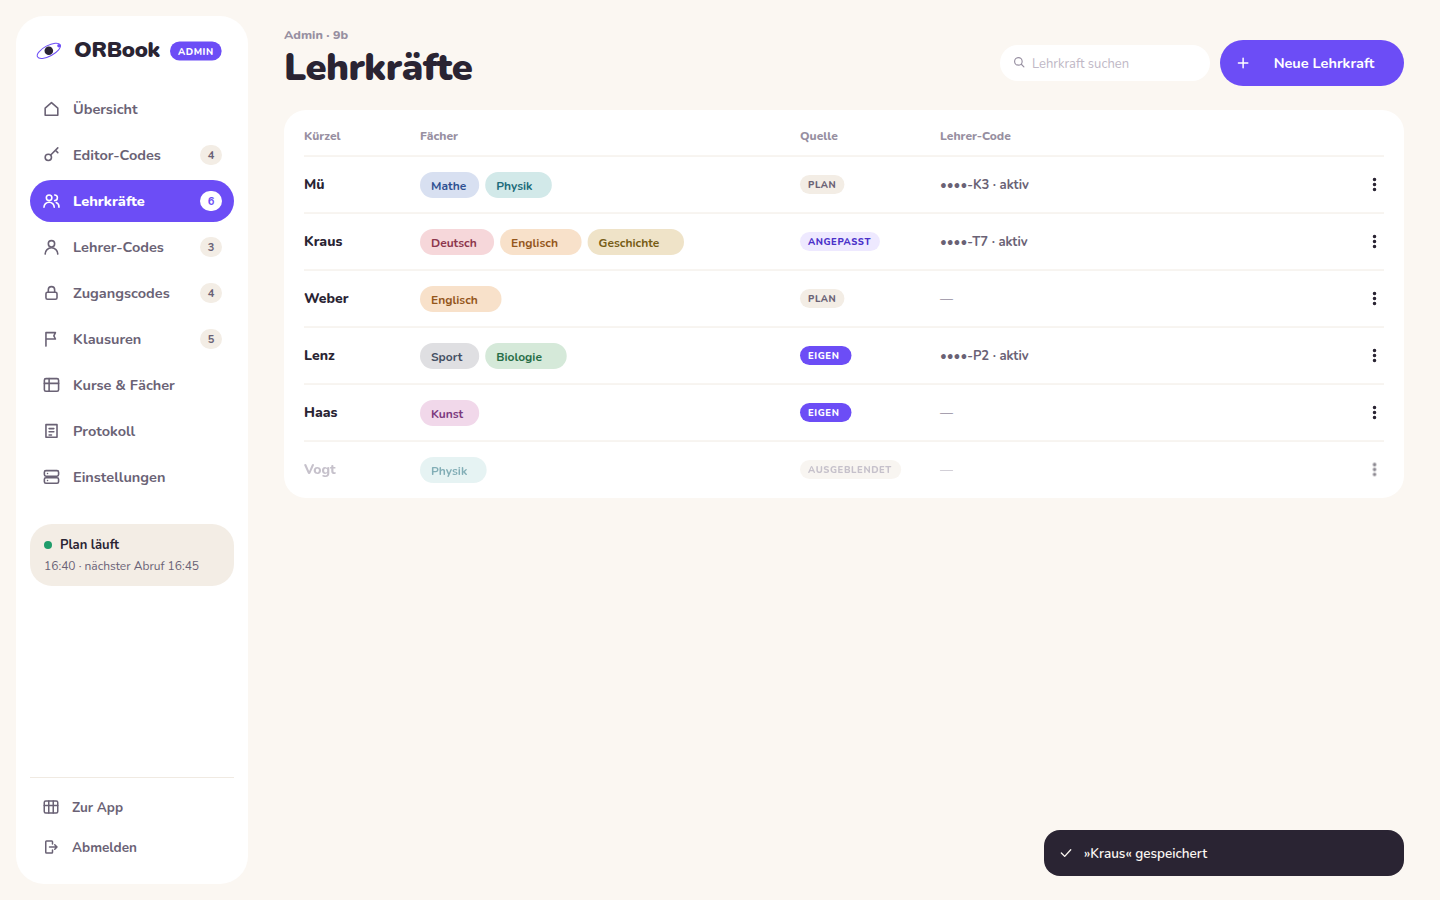 ORBook ADMIN
Übersicht
Editor-Codes 4
Lehrkräfte 6
Lehrer-Codes 3
Zugangscodes 4
Klausuren 5
Kurse & Fächer
Protokoll
Einstellungen
Plan läuft
16:40 · nächster Abruf 16:45
Zur App
Abmelden
Admin · 9b
Lehrkräfte
Lehrkraft suchen
+ Neue Lehrkraft
Kürzel Fächer Quelle Lehrer-Code
Mü Mathe Physik PLAN ••••-K3 · aktiv
Kraus Deutsch Englisch Geschichte ANGEPASST ••••-T7 · aktiv
Weber Englisch PLAN —
Lenz Sport Biologie EIGEN ••••-P2 · aktiv
Haas Kunst EIGEN —
Vogt Physik AUSGEBLENDET —
»Kraus« gespeichert